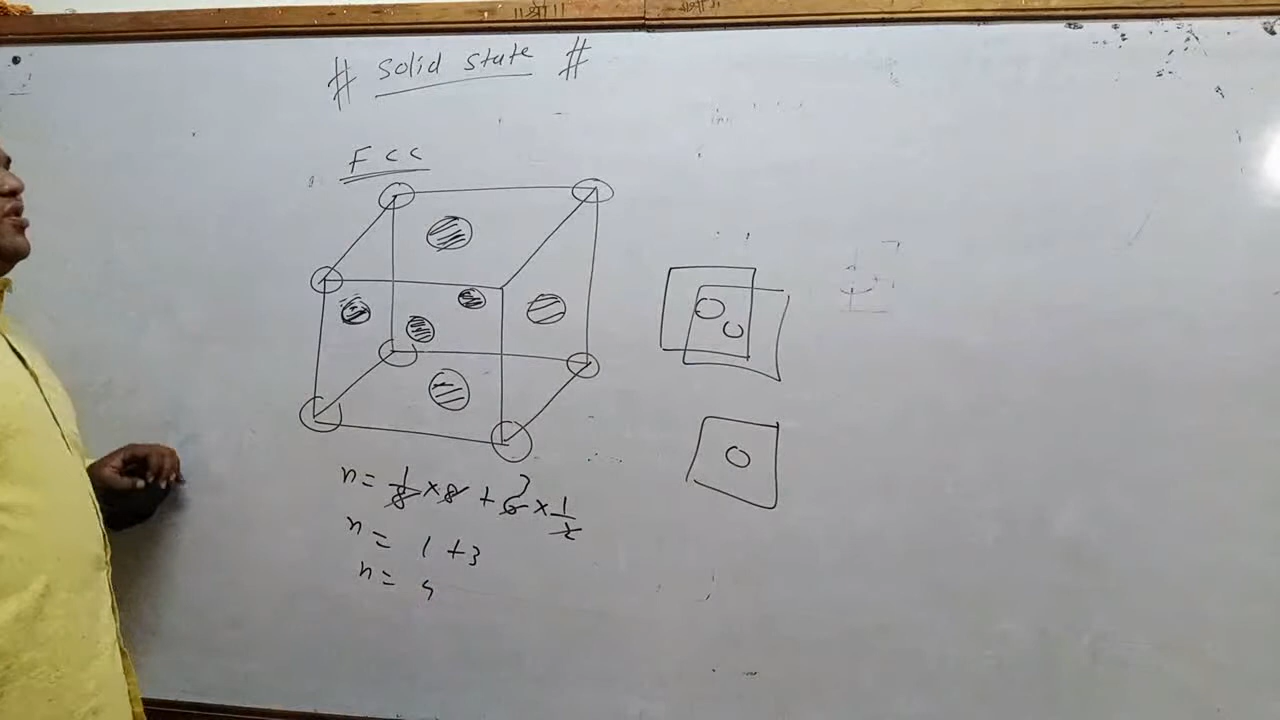 ॥श्री॥
# Solid state #
FCC
n = 1/8 × 8 + 6 × 1/2
n = 1 + 3
n = 4